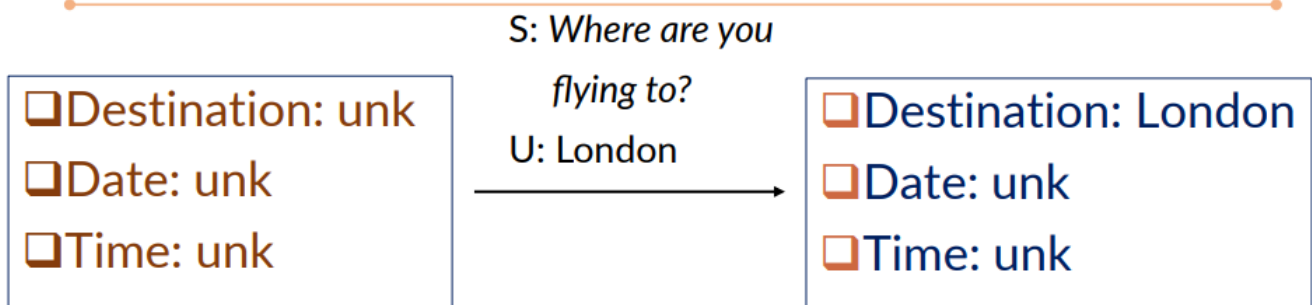 S: Where are you
flying to?
U: London
❑Destination: unk
❑Date: unk
❑Time: unk
❑Destination: London
❑Date: unk
❑Time: unk